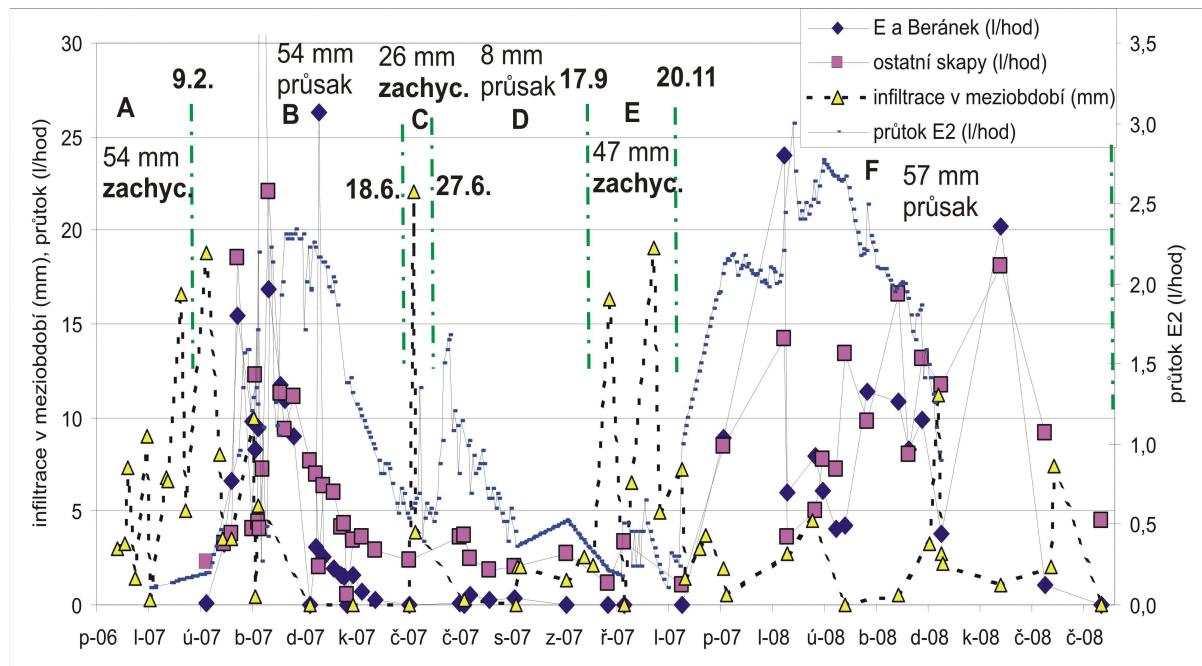 30
25
20
15
10
5
0
infiltrace v meziobdobí (mm), průtok (l/hod)
3,5
3,0
2,5
2,0
1,5
1,0
0,5
0,0
průtok E2 (l/hod)
E a Beránek (l/hod)
ostatní skapy (l/hod)
infiltrace v meziobdobí (mm)
průtok E2 (l/hod)
A
9.2.
54 mm
zachyc.
54 mm
průsak
B
26 mm
zachyc.
C
18.6.
27.6.
8 mm
průsak
D
17.9
E
47 mm
zachyc.
20.11
F
57 mm
průsak
p-06 l-07 ú-07 b-07 d-07 k-07 č-07 č-07 s-07 z-07 ř-07 l-07 p-07 l-08 ú-08 b-08 d-08 k-08 č-08 č-08